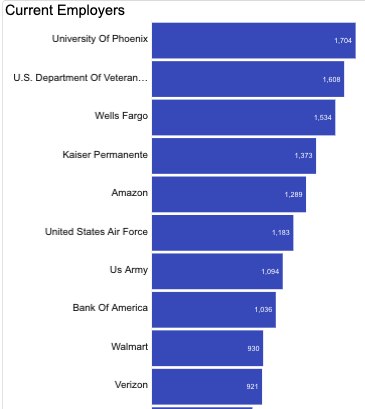 Current Employers
University Of Phoenix 1,704
U.S. Department Of Veteran... 1,608
Wells Fargo 1,534
Kaiser Permanente 1,373
Amazon 1,289
United States Air Force 1,183
Us Army 1,094
Bank Of America 1,036
Walmart 930
Verizon 921